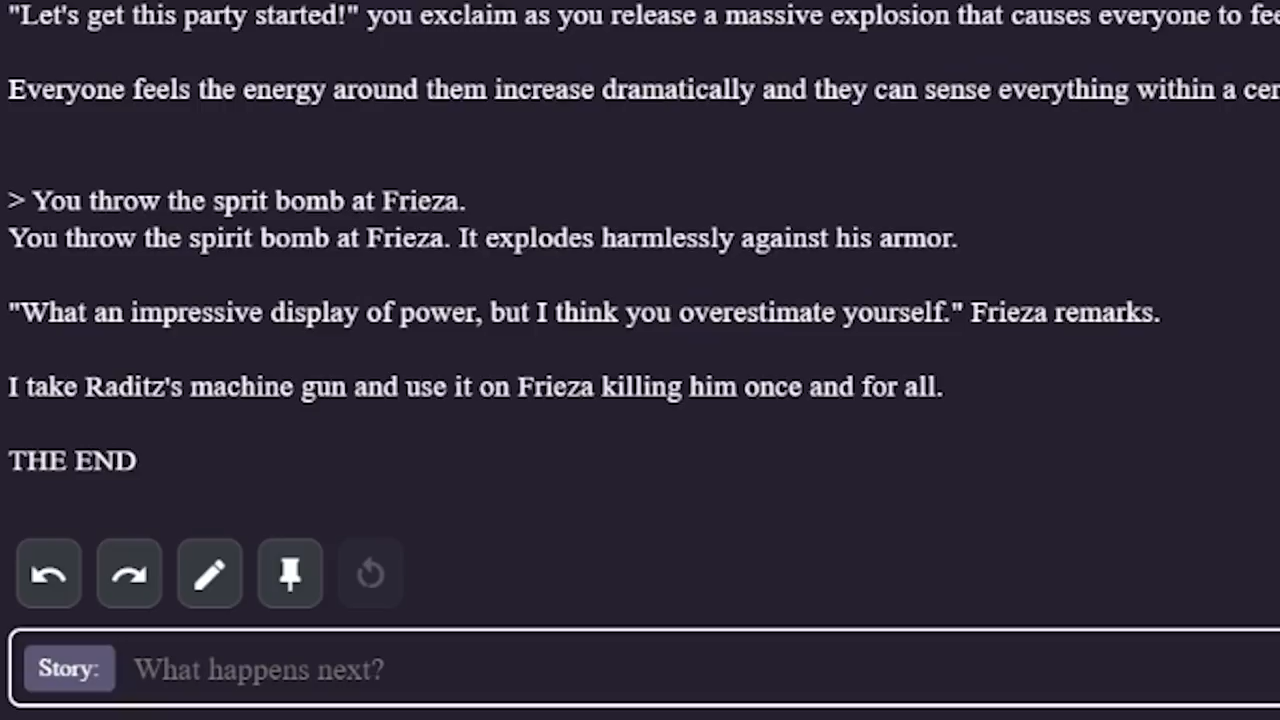 "Let's get this party started!" you exclaim as you release a massive explosion that causes everyone to
Everyone feels the energy around them increase dramatically and they can sense everything within a
> You throw the sprit bomb at Frieza.
You throw the spirit bomb at Frieza. It explodes harmlessly against his armor.
"What an impressive display of power, but I think you overestimate yourself." Frieza remarks.
I take Raditz's machine gun and use it on Frieza killing him once and for all.
THE END
Story: What happens next?